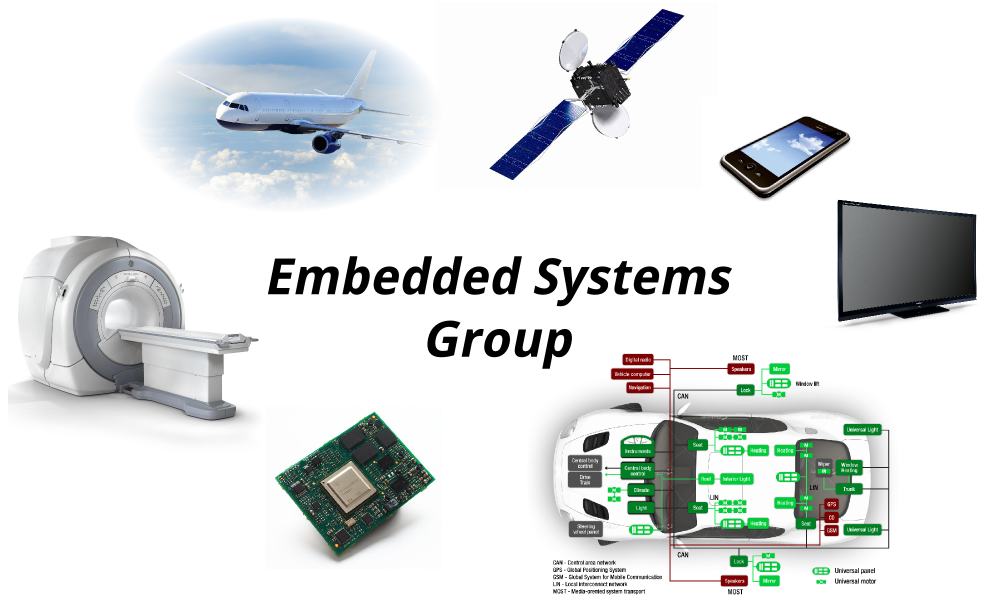 Embedded Systems
Group
Digital radio
Vehicle computer
Navigation
MOST
Speakers
Mirror
Lock
Window lift
CAN
Universal Light
Instruments
Seat
Heating
Heating
Central body
control
Central body
control
Drive
Train
Wiper
Window
Heating
Climate
Roof
Interior Light
LIN
Trunk
Light
LIN
Seat
Heating
GPS
CD
GSM
Steering
wheel panel
Heating
Seat
Universal Light
CAN
Lock
Speakers
Mirror
MOST
CAN - Control area network
GPS - Global Positioning System
GSM - Global System for Mobile Communication
LIN - Local interconnect network
MOST - Media-oriented system transport
Universal panel
Universal motor